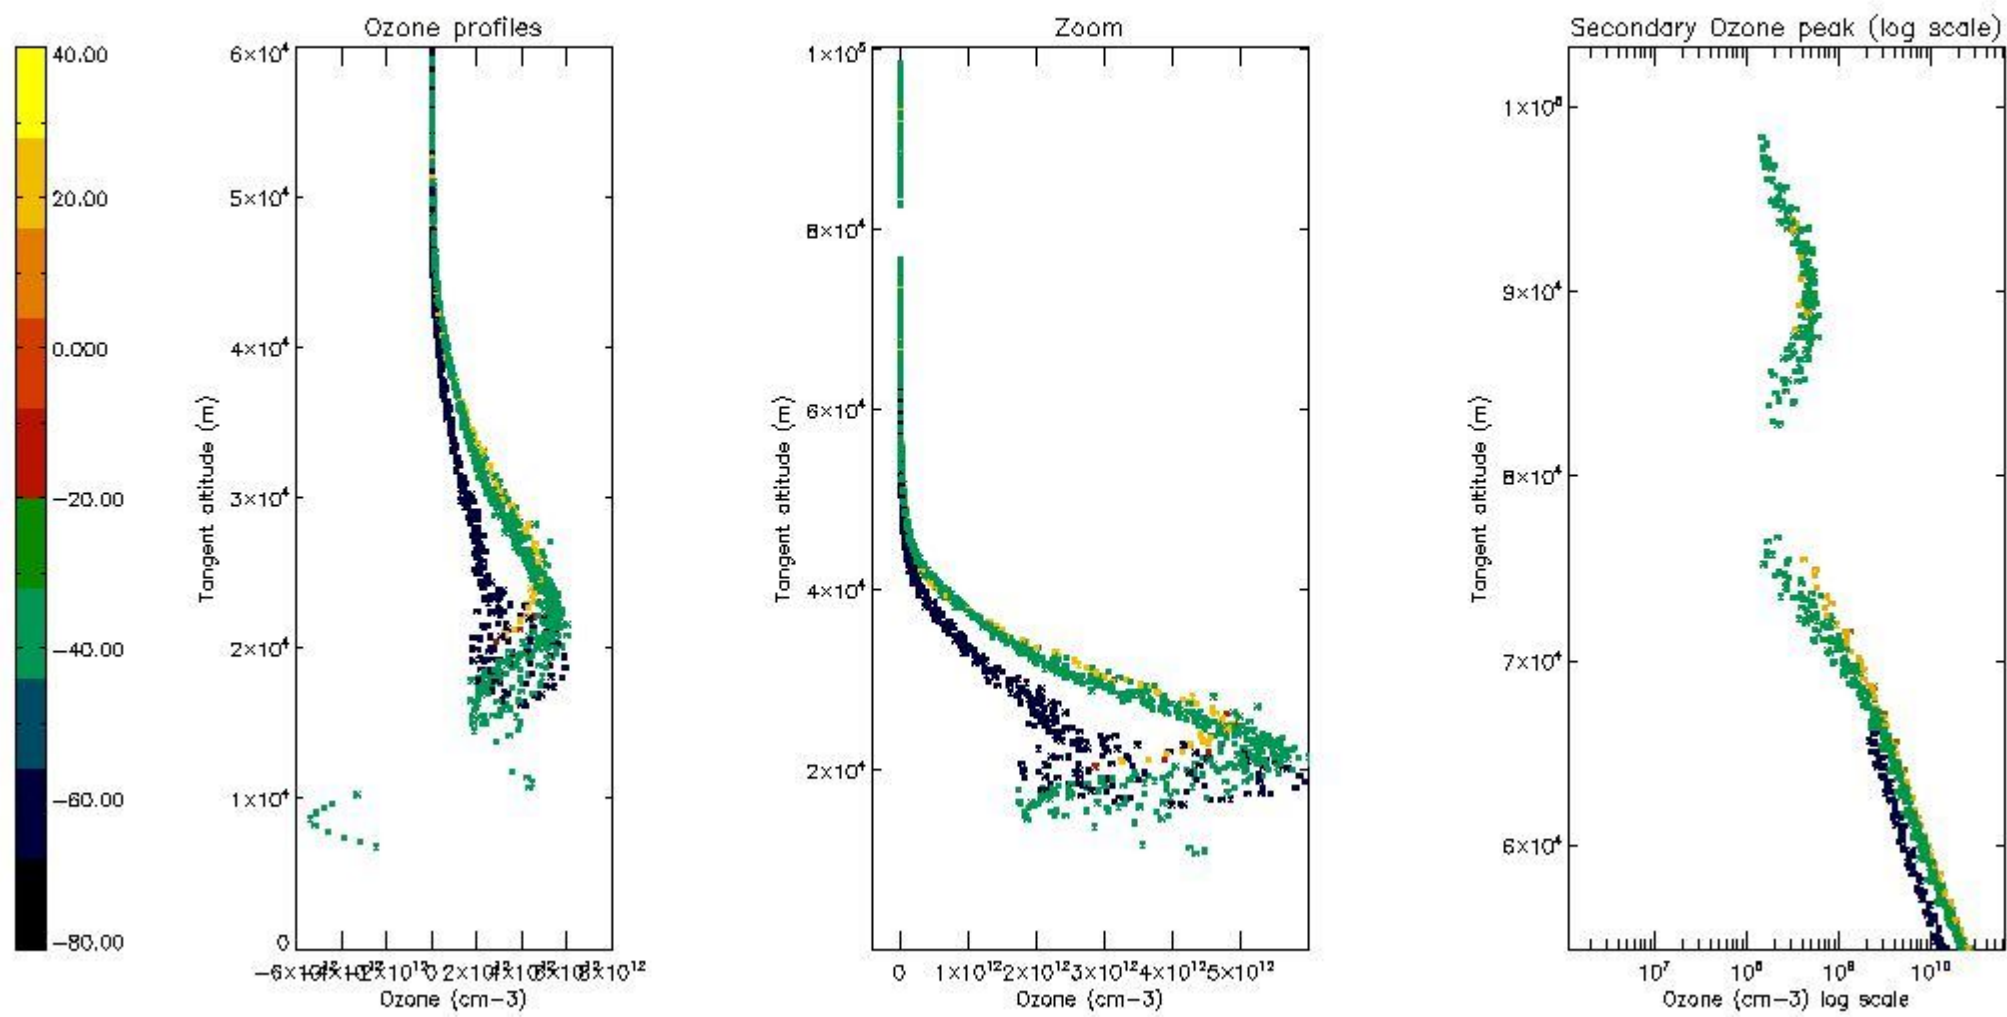 Ozone profiles
Zoom
Secondary Ozone peak (log scale)
40.00
20.00
0.000
−20.00
−40.00
−60.00
−80.00
6×10⁴
5×10⁴
4×10⁴
3×10⁴
2×10⁴
1×10⁴
0
Tangent altitude (m)
0
8×10¹²
Ozone (cm−3)
1×10⁵
8×10⁴
6×10⁴
4×10⁴
2×10⁴
Tangent altitude (m)
0 1×10¹² 2×10¹² 3×10¹² 4×10¹² 5×10¹²
Ozone (cm−3)
9×10⁴
8×10⁴
7×10⁴
6×10⁴
Tangent altitude (m)
10⁷ 10⁸ 10⁹ 10¹⁰
Ozone (cm−3) log scale